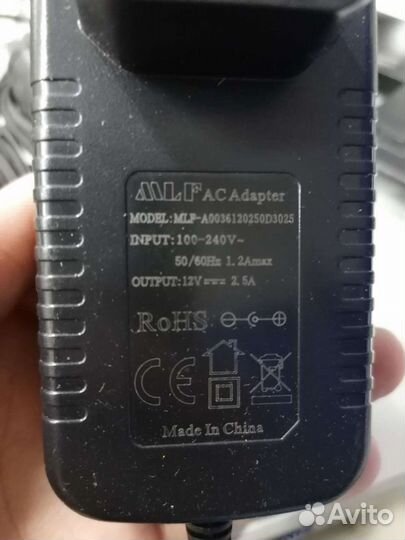 MLF AC Adapter
MODEL: MLF-A0036120250D3025
INPUT: 100-240V~
50/60Hz 1.2Amax
OUTPUT: 12V⎓ 2.5A
RoHS
CE
Made In China
Avito